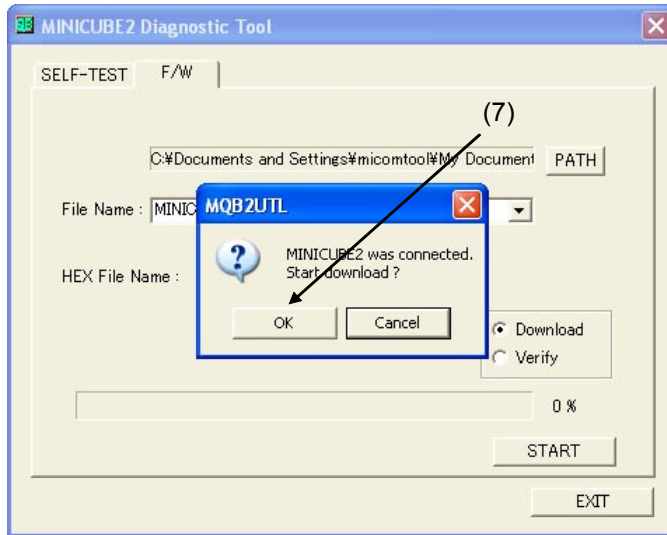 MINICUBE2 Diagnostic Tool
SELF-TEST F/W
(7)
C:¥Documents and Settings¥micomtool¥My Document PATH
File Name : MINIC
MQB2UTL
MINICUBE2 was connected.
Start download ?
HEX File Name :
OK Cancel
Download
Verify
0 %
START
EXIT